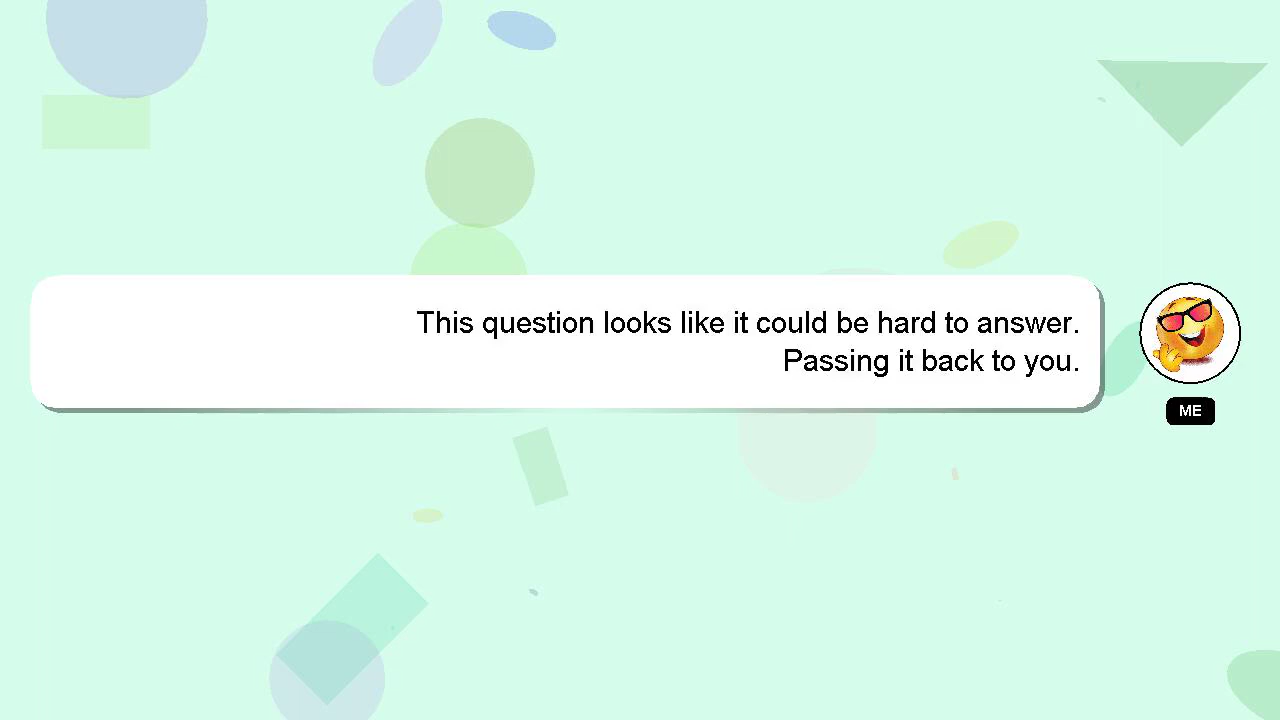 This question looks like it could be hard to answer.
Passing it back to you.
ME